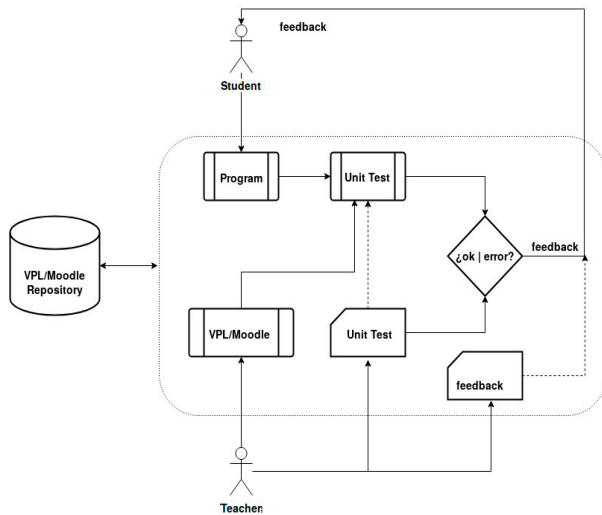 feedback
Student
Program
Unit Test
¿ok | error?
feedback
VPL/Moodle
Repository
VPL/Moodle
Unit Test
feedback
Teacher